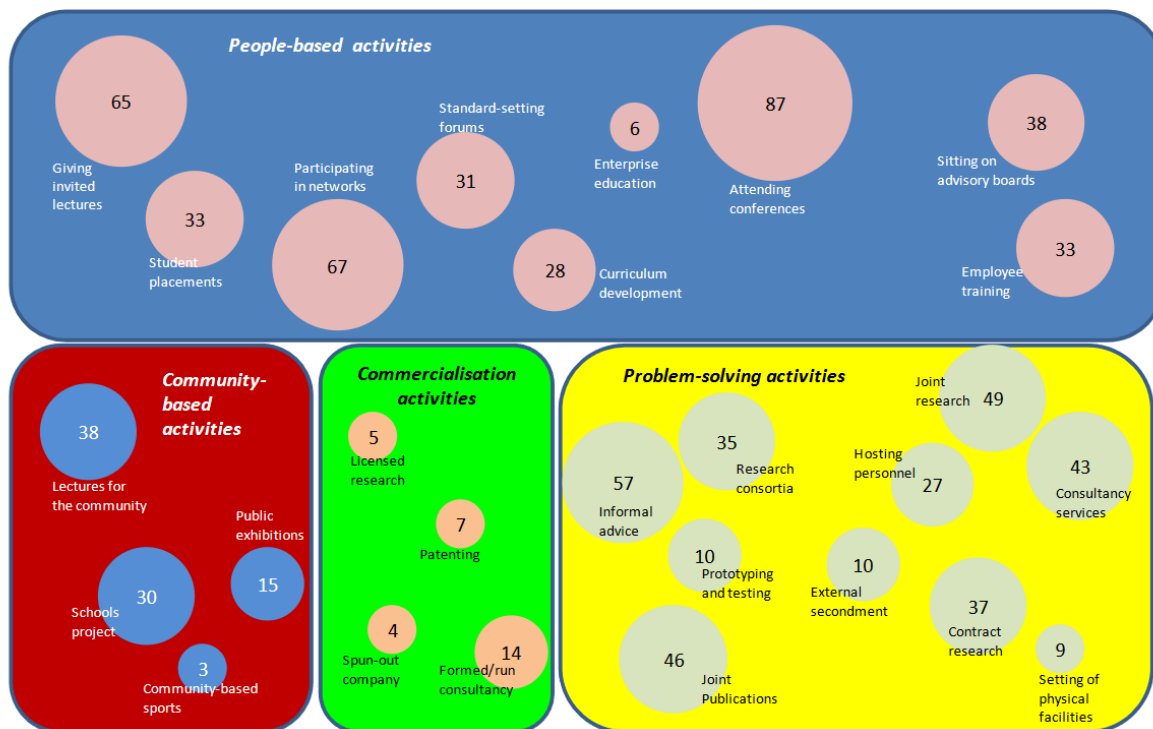 People-based activities
65
Giving
invited
lectures
33
Student
placements
Participating
in networks
67
Standard-setting
forums
31
28
Curriculum
development
6
Enterprise
education
87
Attending
conferences
38
Sitting on
advisory boards
33
Employee
training
Community-
based
activities
38
Lectures for
the community
Public
exhibitions
15
30
Schools
project
3
Community-based
sports
Commercialisation
activities
5
Licensed
research
7
Patenting
4
Spun-out
company
14
Formed/run
consultancy
Problem-solving activities
57
Informal
advice
35
Research
consortia
Joint
research
49
Hosting
personnel
27
43
Consultancy
services
10
Prototyping
and testing
10
External
secondment
37
Contract
research
46
Joint
Publications
9
Setting of
physical
facilities